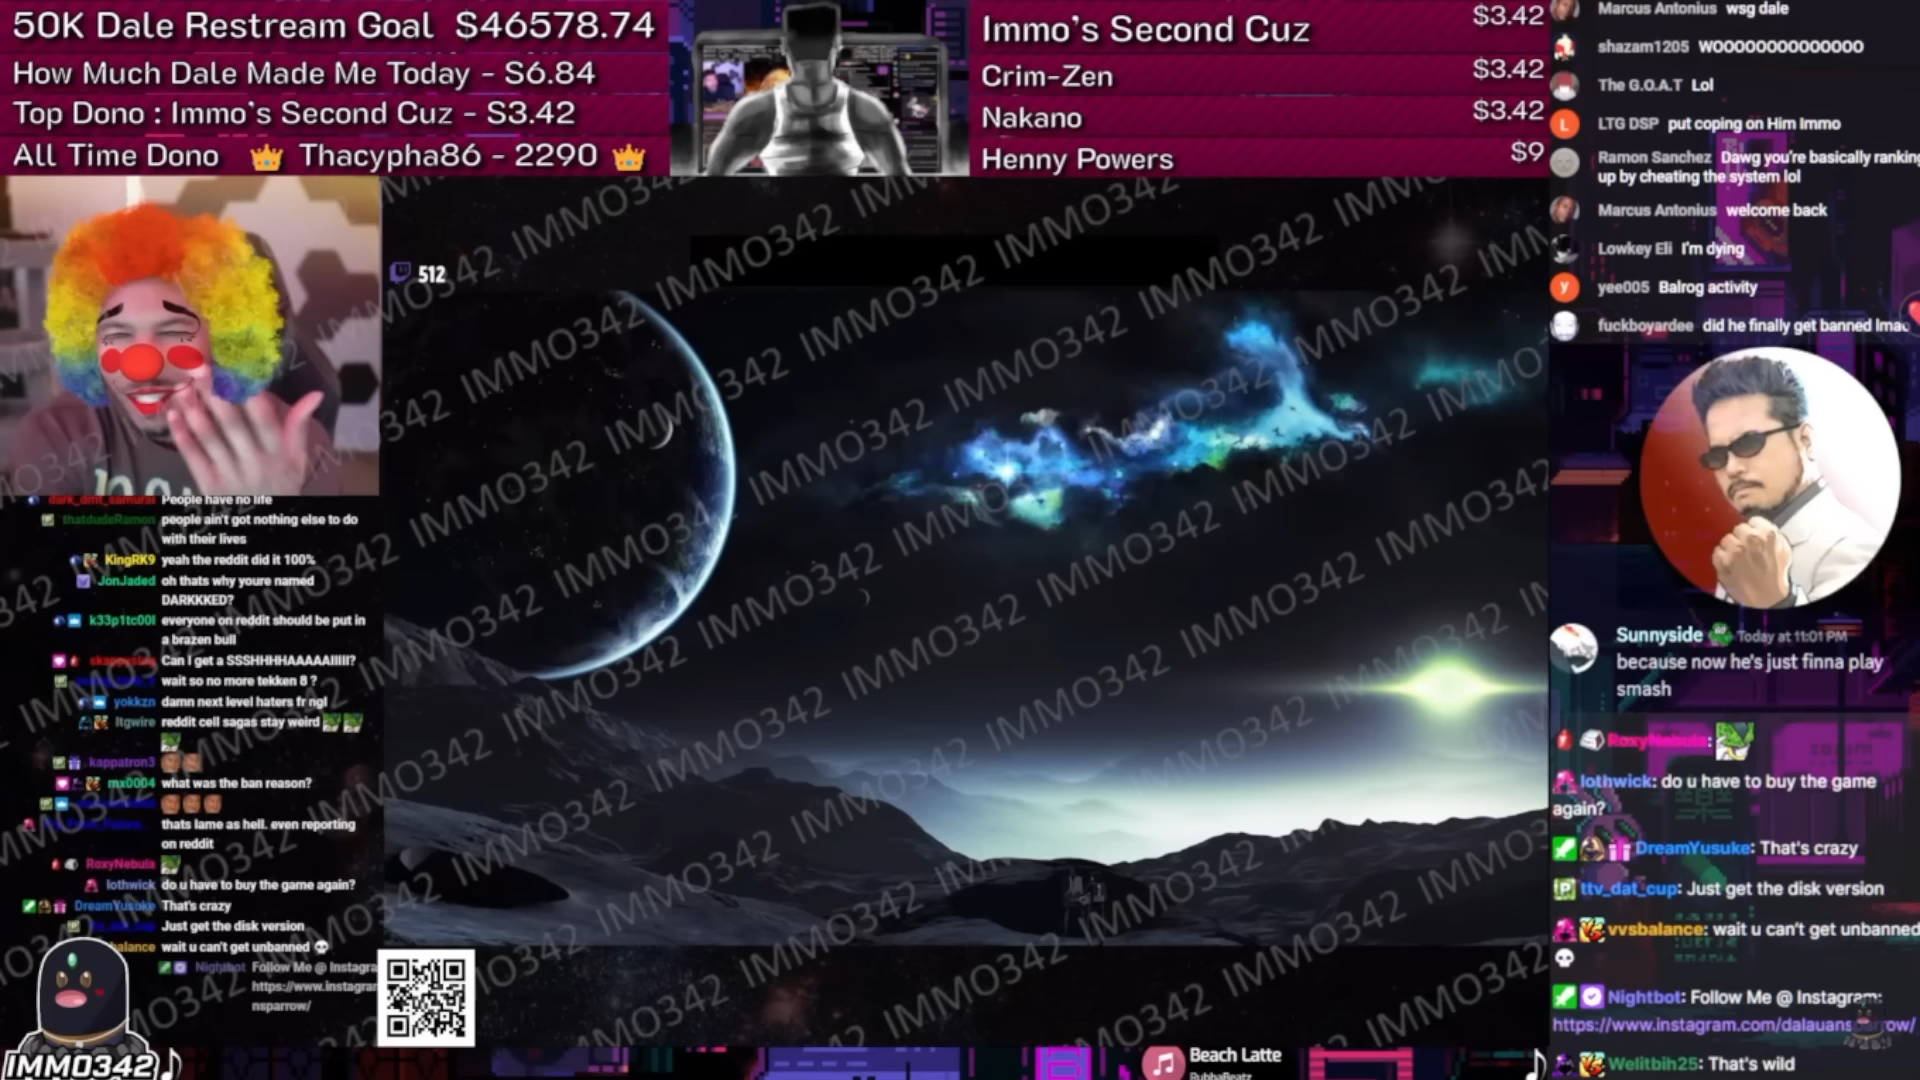 50K Dale Restream Goal $46578.74
How Much Dale Made Me Today - $6.84
Top Dono : Immo's Second Cuz - $3.42
All Time Dono 👑 Thacypha86 - 2290 👑
Immo's Second Cuz $3.42
Crim-Zen $3.42
Nakano $3.42
Henny Powers $9
Marcus Antonius wsg dale
shazam1205 WOOOOOOOOOOOOOO
The G.O.A.T Lol
LTG DSP put coping on Him Immo
Ramon Sanchez Dawg you're basically ranking
up by cheating the system lol
Marcus Antonius welcome back
Lowkey Eli I'm dying
yee005 Balrog activity
fuckboyardee did he finally get banned lmao
512
dark_dmt_samurai People have no life
thatdudeRamon people ain't got nothing else to do
with their lives
KingRK9 yeah the reddit did it 100%
JonJaded oh thats why youre named
DARKKKED?
k33p1tc00l everyone on reddit should be put in
a brazen bull
Can I get a SSSHHHHAAAAAIIIII?
wait so no more tekken 8 ?
yokkzn damn next level haters fr ngl
ltgwire reddit cell sagas stay weird
kappatron3
mx0004 what was the ban reason?
thats lame as hell. even reporting
on reddit
RoxyNebula
lothwick do u have to buy the game again?
DreamYusuke That's crazy
Just get the disk version
balance wait u can't get unbanned 💀
Nightbot Follow Me @ Instagra
https://www.instagram
nsparrow/
IMMO342
Sunnyside Today at 11:01 PM
because now he's just finna play
smash
RoxyNebula:
lothwick: do u have to buy the game
again?
DreamYusuke: That's crazy
ttv_dat_cup: Just get the disk version
vvsbalance: wait u can't get unbanned
💀
Nightbot: Follow Me @ Instagram:
https://www.instagram.com/dalauans row/
Welitbih25: That's wild
Beach Latte
RubbaBeatz